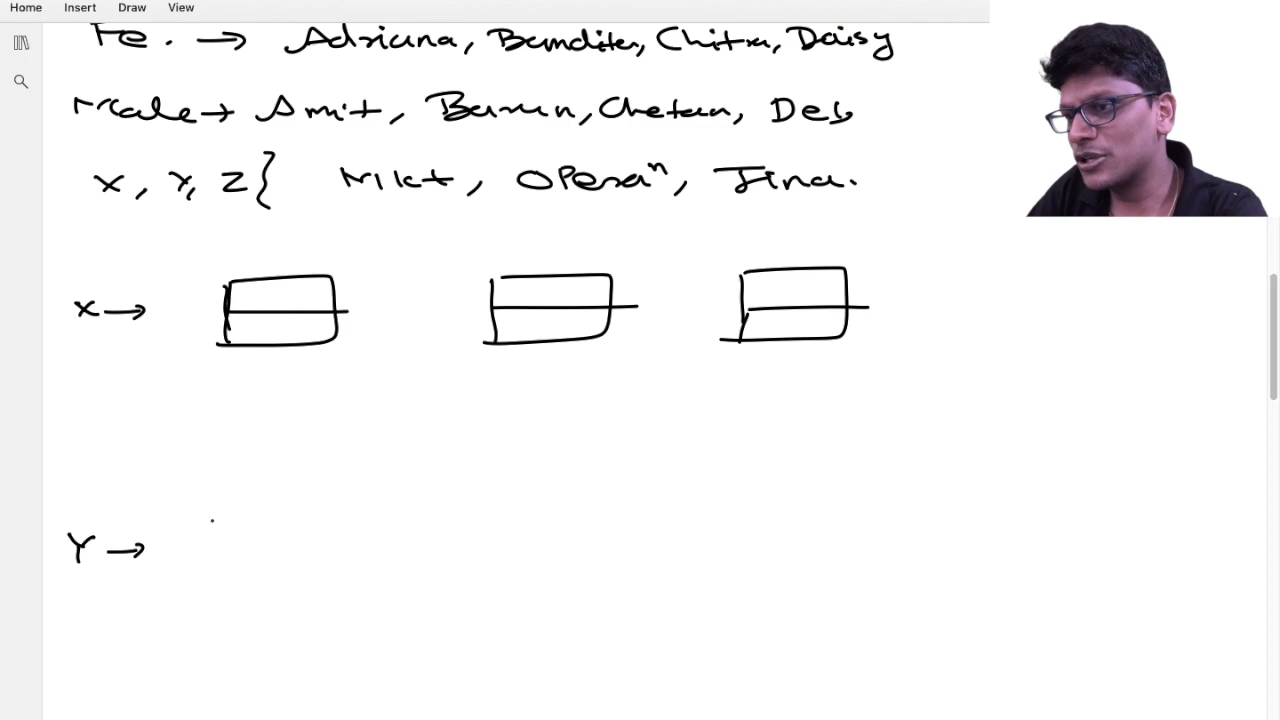 Home Insert Draw View
Fe. → Adriana, Bandita, Chitra, Daisy
Male → Amit, Barun, Chetan, Deb
X, Y, Z } Mkt, Operaⁿ, Fina.
X →
Y →